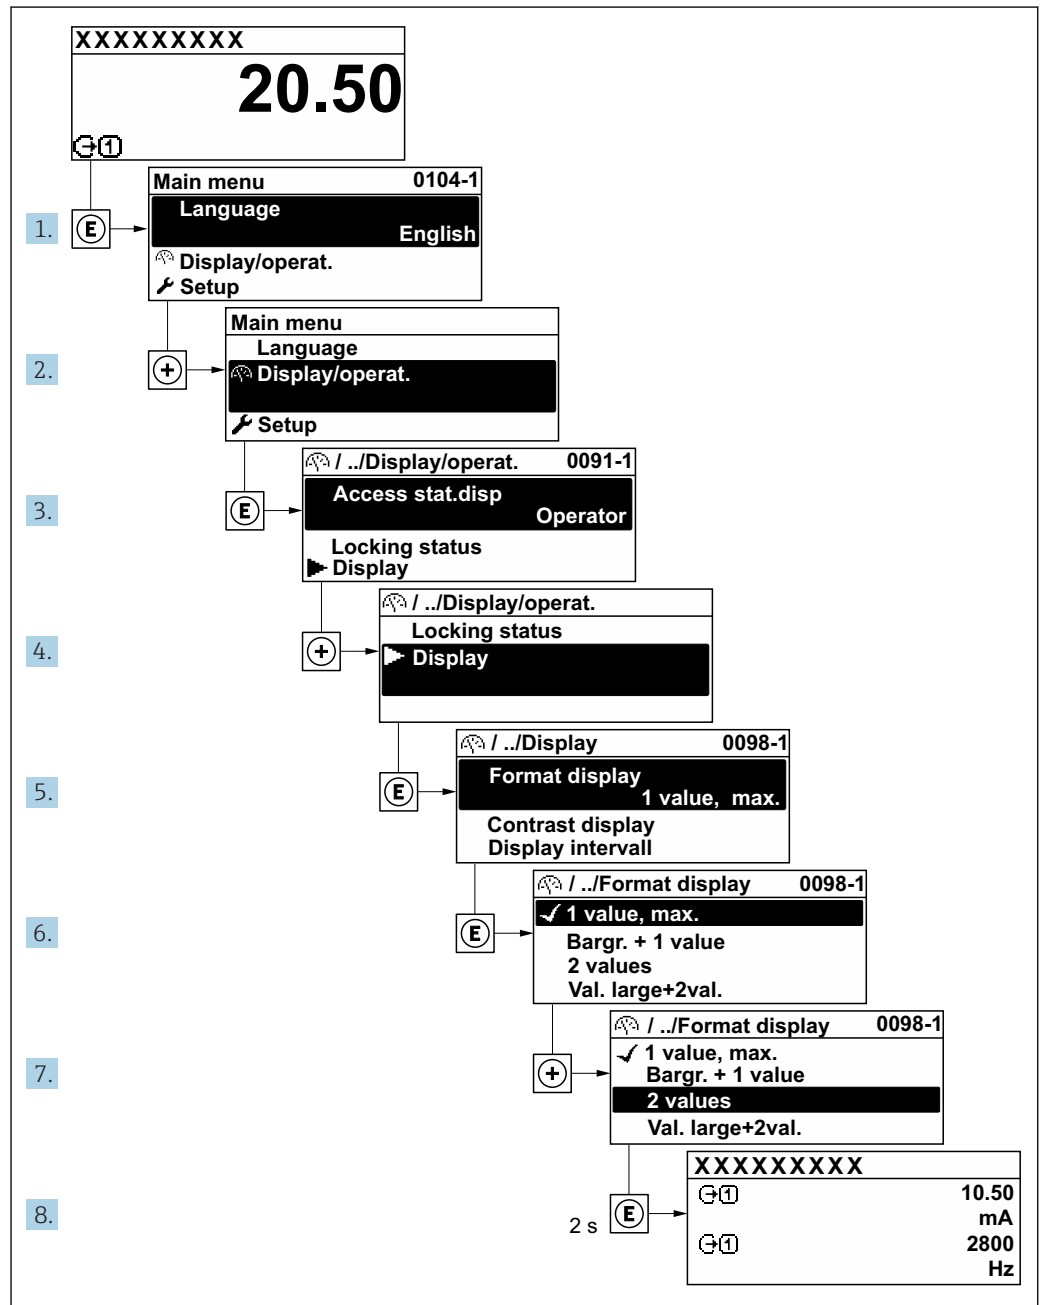 XXXXXXXXX
20.50
1
Main menu 0104-1
1. E Language
English
Display/operat.
Setup
Main menu
Language
2. + Display/operat.
Setup
/ ../Display/operat. 0091-1
3. E Access stat.disp
Operator
Locking status
Display
/ ../Display/operat.
Locking status
4. + Display
/ ../Display 0098-1
5. E Format display
1 value, max.
Contrast display
Display intervall
/ ../Format display 0098-1
6. E 1 value, max.
Bargr. + 1 value
2 values
Val. large+2val.
/ ../Format display 0098-1
7. + 1 value, max.
Bargr. + 1 value
2 values
Val. large+2val.
XXXXXXXXX
1 10.50
8. 2 s E mA
1 2800
Hz